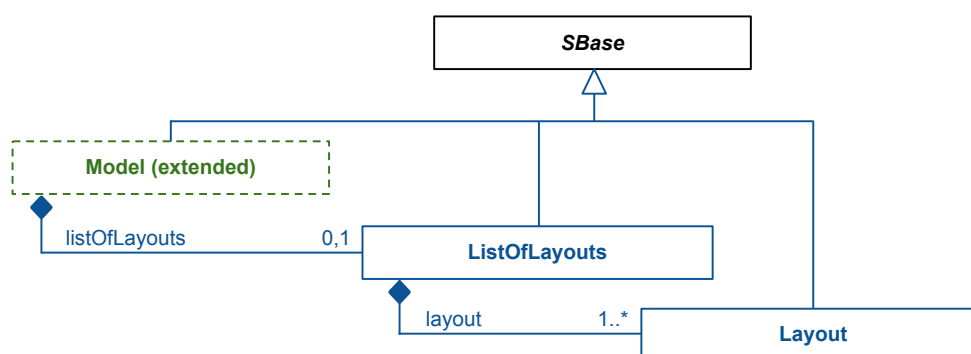 SBase
Model (extended)
listOfLayouts 0,1
ListOfLayouts
layout 1..*
Layout